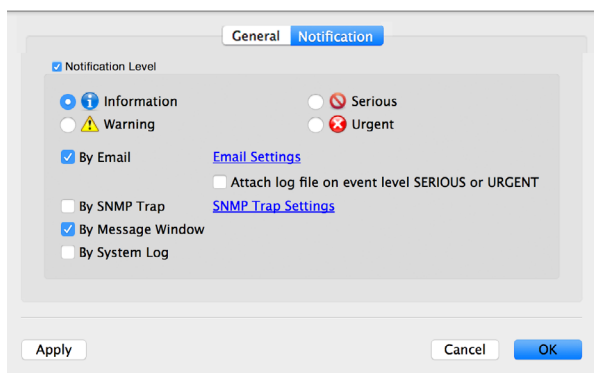 General Notification
Notification Level
Information Serious
Warning Urgent
By Email Email Settings
Attach log file on event level SERIOUS or URGENT
By SNMP Trap SNMP Trap Settings
By Message Window
By System Log
Apply Cancel OK